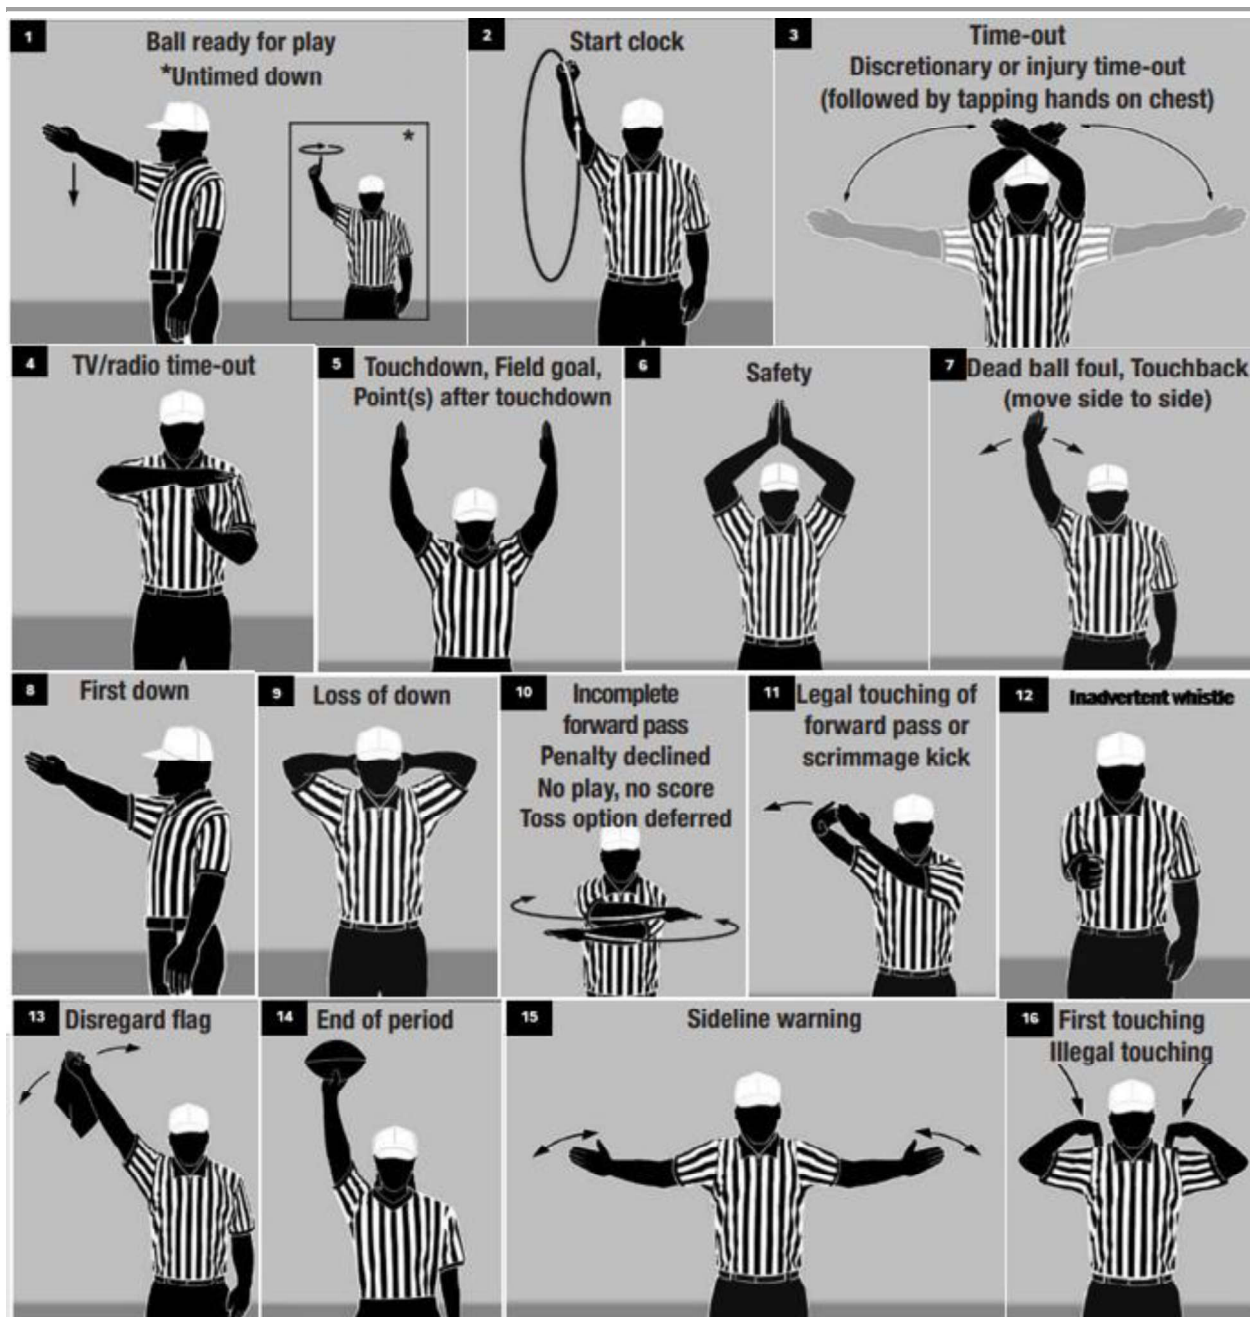 1
Ball ready for play
*Untimed down
*
2
Start clock
3
Time-out
Discretionary or injury time-out
(followed by tapping hands on chest)
4
TV/radio time-out
5
Touchdown, Field goal,
Point(s) after touchdown
6
Safety
7
Dead ball foul, Touchback
(move side to side)
8
First down
9
Loss of down
10
Incomplete
forward pass
Penalty declined
No play, no score
Toss option deferred
11
Legal touching of
forward pass or
scrimmage kick
12
Inadvertent whistle
13
Disregard flag
14
End of period
15
Sideline warning
16
First touching
Illegal touching